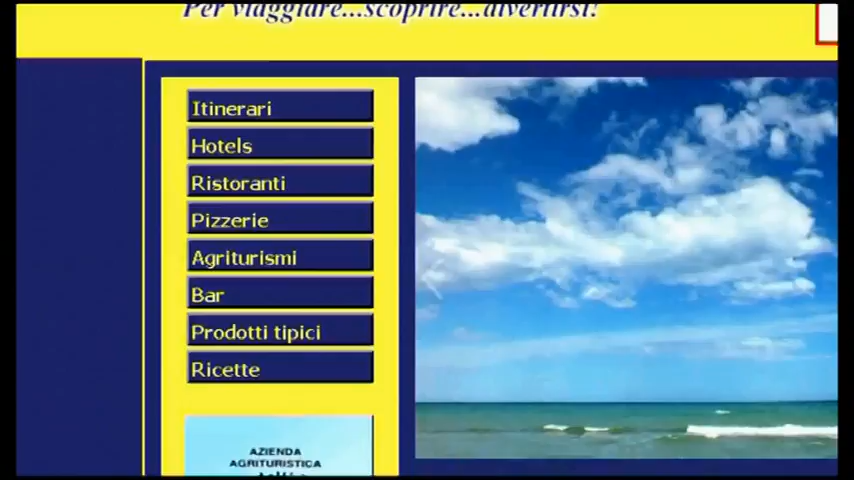 Per viaggiare...scoprire...divertirsi!
Itinerari
Hotels
Ristoranti
Pizzerie
Agriturismi
Bar
Prodotti tipici
Ricette
AZIENDA
AGRITURISTICA